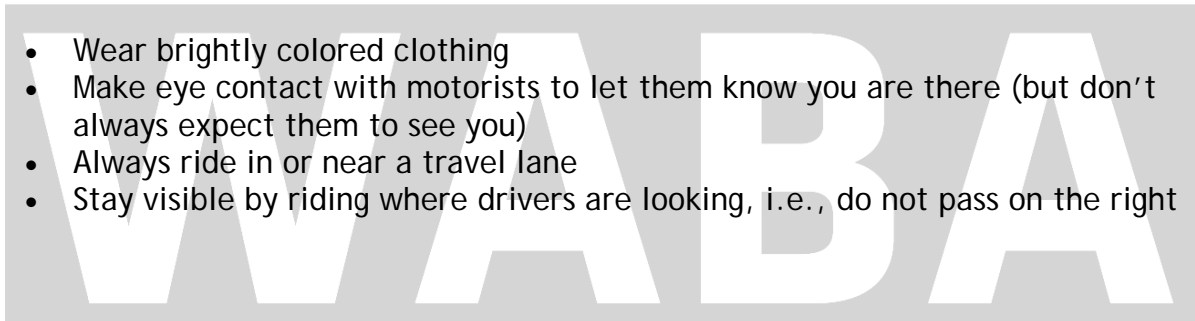 • Wear brightly colored clothing
• Make eye contact with motorists to let them know you are there (but don't
always expect them to see you)
• Always ride in or near a travel lane
• Stay visible by riding where drivers are looking, i.e., do not pass on the right
WABA